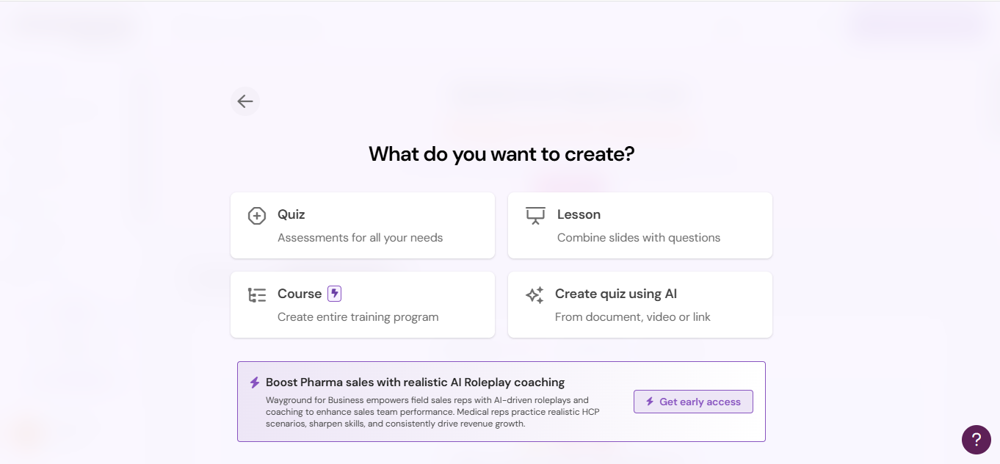 What do you want to create?
Quiz
Assessments for all your needs
Lesson
Combine slides with questions
Course
Create entire training program
Create quiz using AI
From document, video or link
Boost Pharma sales with realistic AI Roleplay coaching
Wayground for Business empowers field sales reps with AI-driven roleplays and
coaching to enhance sales team performance. Medical reps practice realistic HCP
scenarios, sharpen skills, and consistently drive revenue growth.
Get early access
?